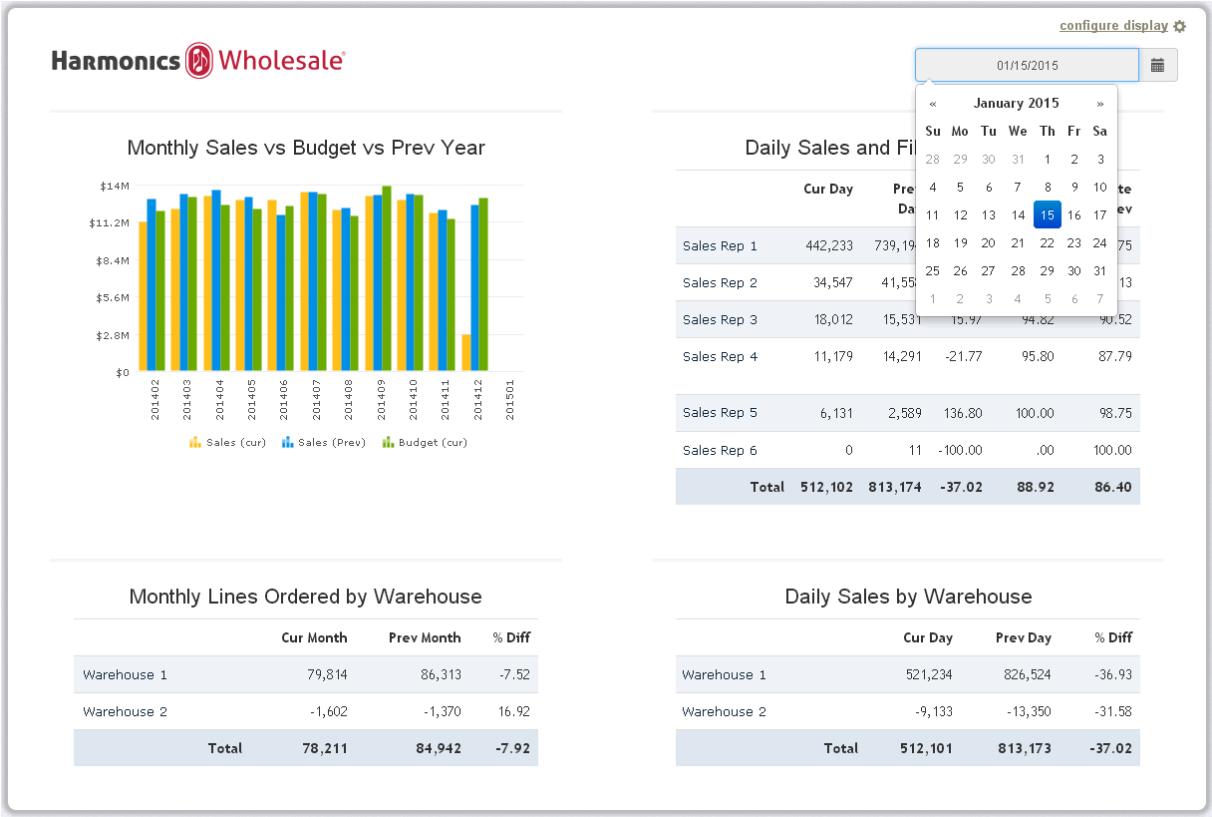 configure display
Harmonics Wholesale
01/15/2015
« January 2015 »
Su Mo Tu We Th Fr Sa
28 29 30 31 1 2 3
4 5 6 7 8 9 10
11 12 13 14 15 16 17
18 19 20 21 22 23 24
25 26 27 28 29 30 31
1 2 3 4 5 6 7
Monthly Sales vs Budget vs Prev Year
$14M
$11.2M
$8.4M
$5.6M
$2.8M
$0
201402 201403 201404 201405 201406 201407 201408 201409 201410 201411 201412 201501
Sales (cur) Sales (Prev) Budget (cur)
Daily Sales and
Cur Day
Sales Rep 1 442,233
Sales Rep 2 34,547
Sales Rep 3 18,012 15,531 15.97 94.82 90.52
Sales Rep 4 11,179 14,291 -21.77 95.80 87.79
Sales Rep 5 6,131 2,589 136.80 100.00 98.75
Sales Rep 6 0 11 -100.00 .00 100.00
Total 512,102 813,174 -37.02 88.92 86.40
Monthly Lines Ordered by Warehouse
Cur Month Prev Month % Diff
Warehouse 1 79,814 86,313 -7.52
Warehouse 2 -1,602 -1,370 16.92
Total 78,211 84,942 -7.92
Daily Sales by Warehouse
Cur Day Prev Day % Diff
Warehouse 1 521,234 826,524 -36.93
Warehouse 2 -9,133 -13,350 -31.58
Total 512,101 813,173 -37.02